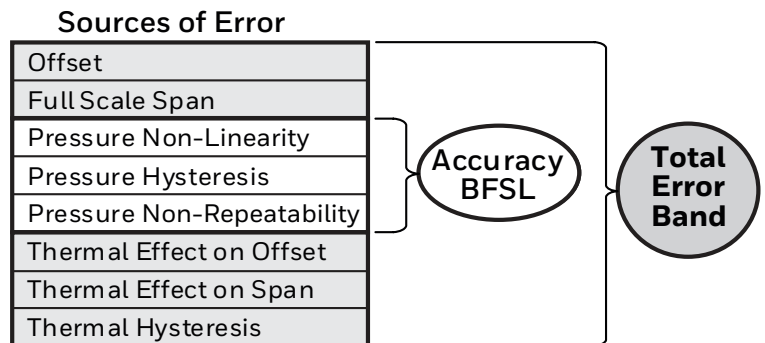 Sources of Error
Offset
Full Scale Span
Pressure Non-Linearity
Pressure Hysteresis
Pressure Non-Repeatability
Thermal Effect on Offset
Thermal Effect on Span
Thermal Hysteresis
Accuracy
BFSL
Total
Error
Band